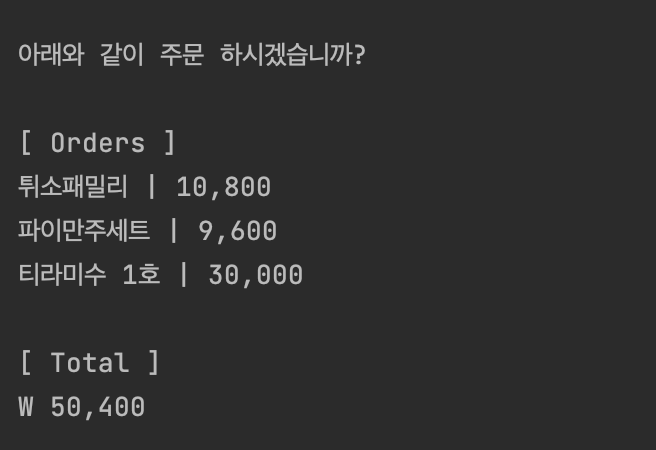 아래와 같이 주문 하시겠습니까?
[ Orders ]
튀소패밀리 | 10,800
파이만주세트 | 9,600
티라미수 1호 | 30,000
[ Total ]
W 50,400